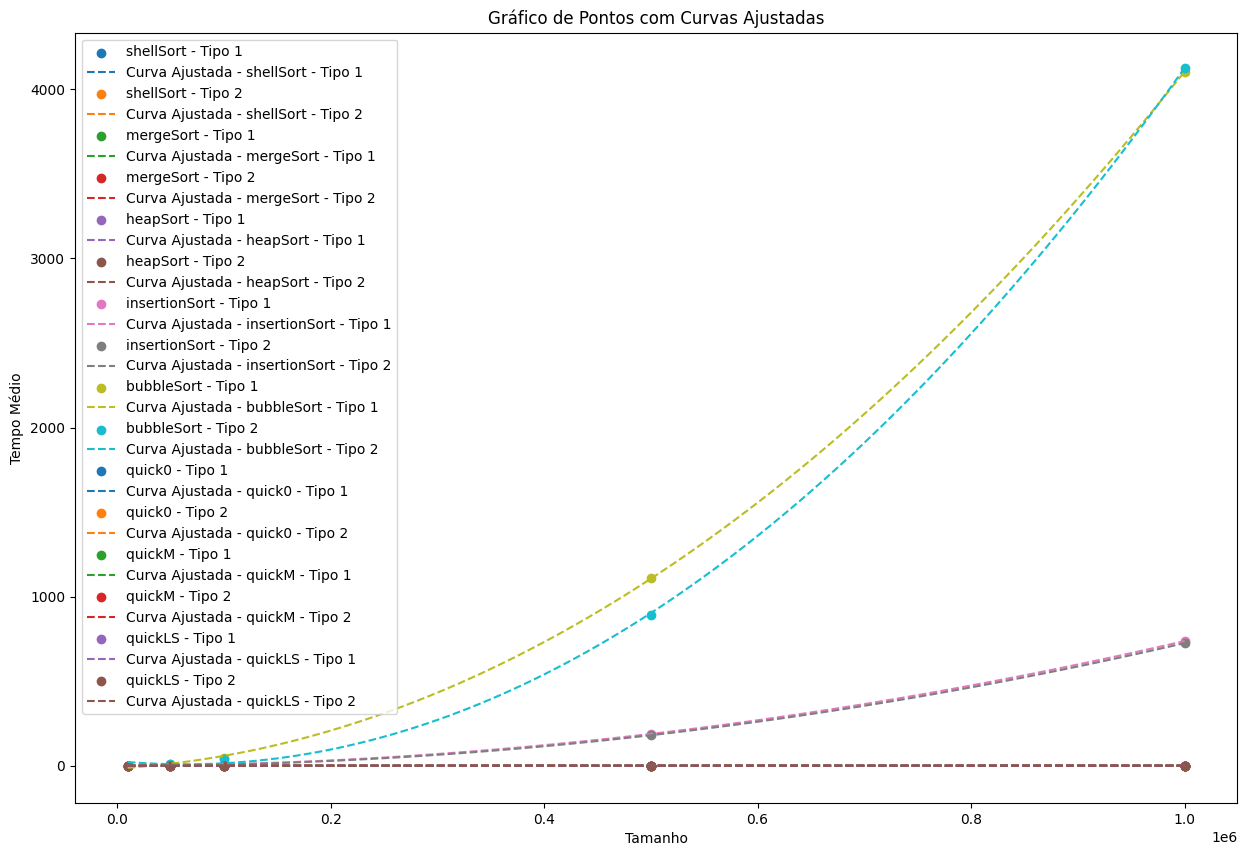 Gráfico de Pontos com Curvas Ajustadas
shellSort - Tipo 1
Curva Ajustada - shellSort - Tipo 1
shellSort - Tipo 2
Curva Ajustada - shellSort - Tipo 2
mergeSort - Tipo 1
Curva Ajustada - mergeSort - Tipo 1
mergeSort - Tipo 2
Curva Ajustada - mergeSort - Tipo 2
heapSort - Tipo 1
Curva Ajustada - heapSort - Tipo 1
heapSort - Tipo 2
Curva Ajustada - heapSort - Tipo 2
insertionSort - Tipo 1
Curva Ajustada - insertionSort - Tipo 1
insertionSort - Tipo 2
Curva Ajustada - insertionSort - Tipo 2
bubbleSort - Tipo 1
Curva Ajustada - bubbleSort - Tipo 1
bubbleSort - Tipo 2
Curva Ajustada - bubbleSort - Tipo 2
quick0 - Tipo 1
Curva Ajustada - quick0 - Tipo 1
quick0 - Tipo 2
Curva Ajustada - quick0 - Tipo 2
quickM - Tipo 1
Curva Ajustada - quickM - Tipo 1
quickM - Tipo 2
Curva Ajustada - quickM - Tipo 2
quickLS - Tipo 1
Curva Ajustada - quickLS - Tipo 1
quickLS - Tipo 2
Curva Ajustada - quickLS - Tipo 2
Tempo Médio
4000
3000
2000
1000
0
0.0 0.2 0.4 0.6 0.8 1.0
1e6
Tamanho